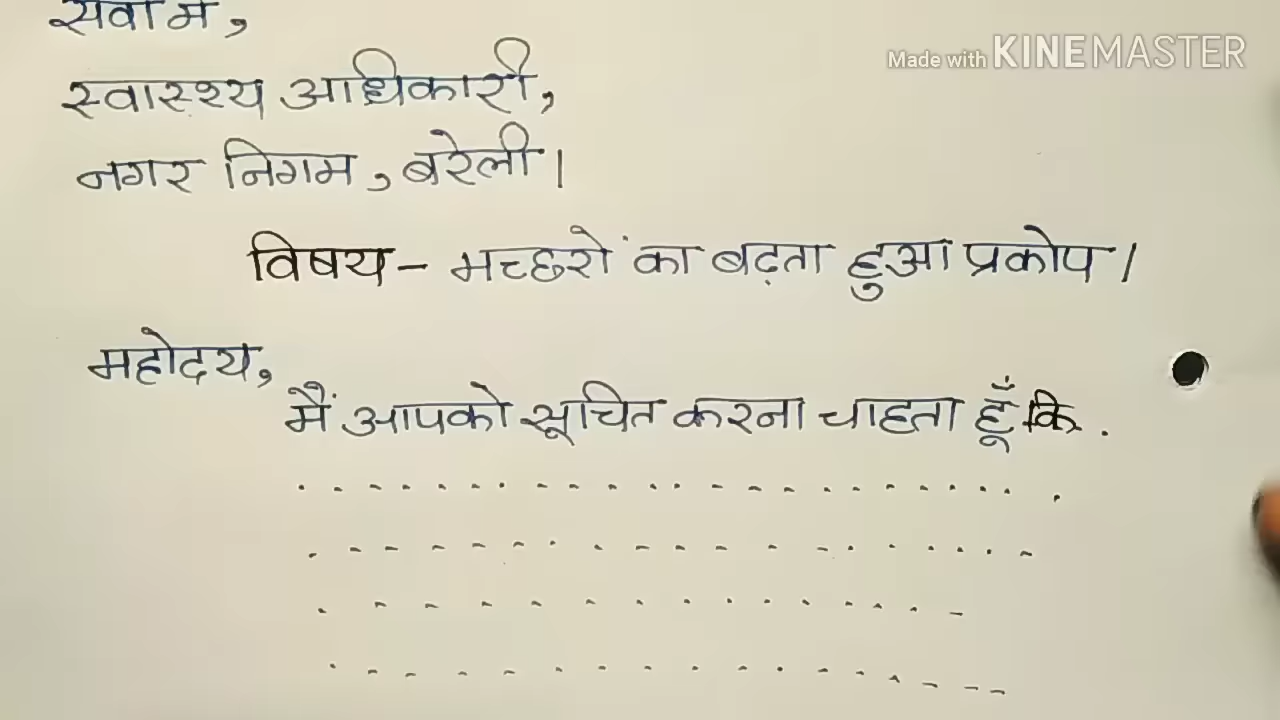 सेवा में,
Made with KINEMASTER
स्वास्थ्य अधिकारी,
नगर निगम, बरेली।
विषय - मच्छरों का बढ़ता हुआ प्रकोप।
महोदय,
मैं आपको सूचित करना चाहता हूँ कि .